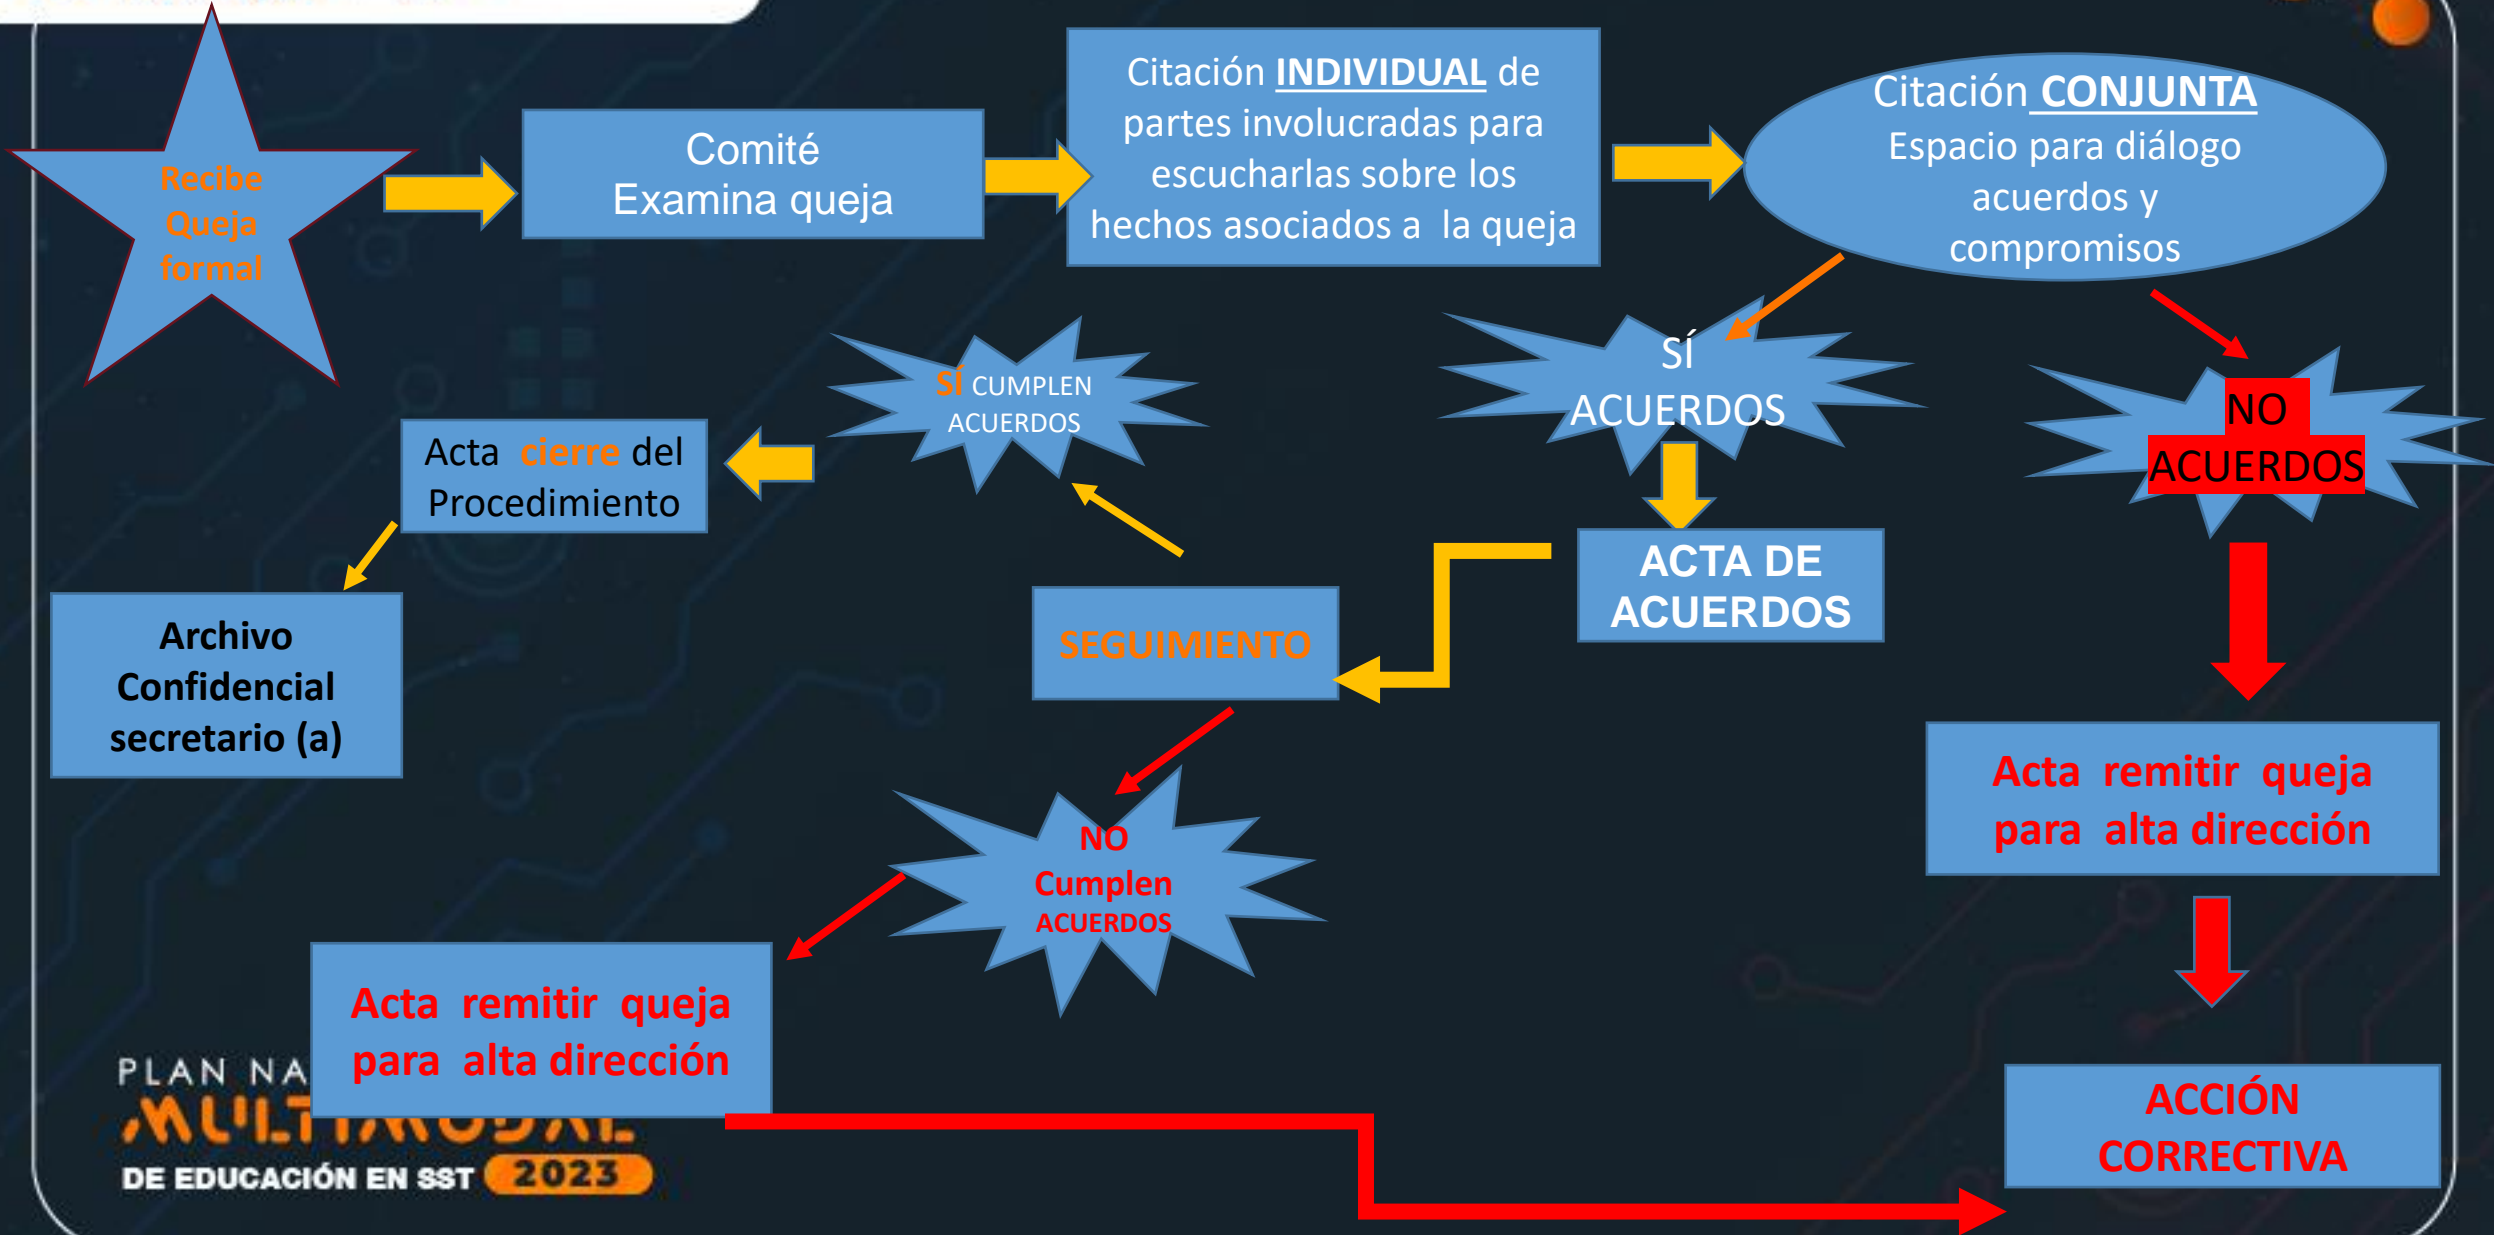 Recibe
Queja
formal
Comité
Examina queja
Citación INDIVIDUAL de
partes involucradas para
escucharlas sobre los
hechos asociados a la queja
Citación CONJUNTA
Espacio para diálogo
acuerdos y
compromisos
SÍ
ACUERDOS
NO
ACUERDOS
SÍ CUMPLEN
ACUERDOS
Acta cierre del
Procedimiento
Archivo
Confidencial
secretario (a)
ACTA DE
ACUERDOS
SEGUIMIENTO
NO
Cumplen
ACUERDOS
Acta remitir queja
para alta dirección
Acta remitir queja
para alta dirección
ACCIÓN
CORRECTIVA
PLAN NA
MULTIMODAL
DE EDUCACIÓN EN SST 2023